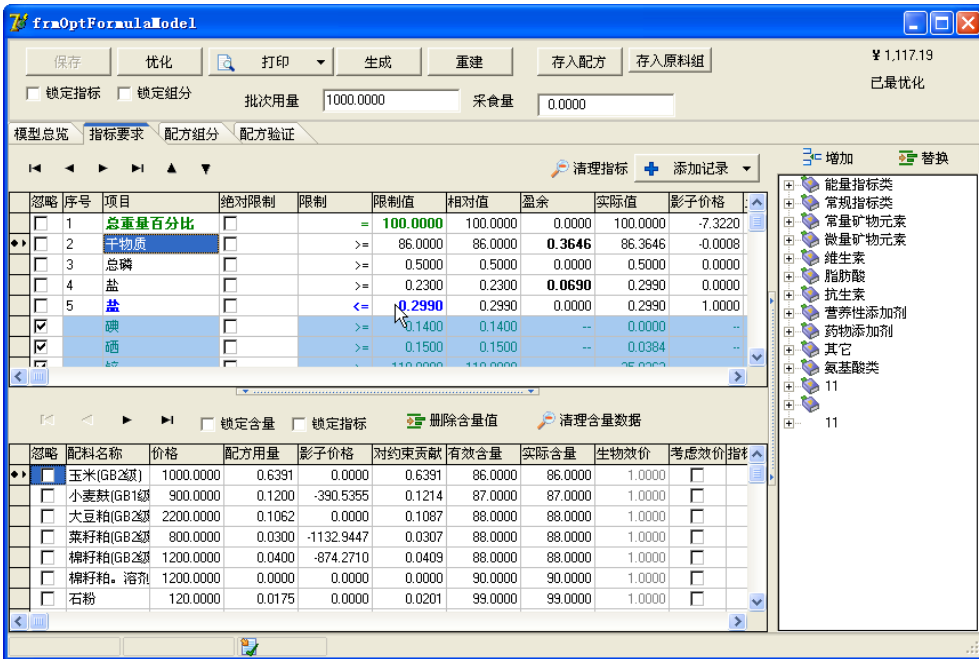 frmOptFormulaModel
保存 优化 打印 生成 重建 存入配方 存入原料组 ¥ 1,117.19
锁定指标 锁定组分 批次用量 1000.0000 采食量 0.0000 已最优化
模型总览 指标要求 配方组分 配方验证
清理指标 添加记录 增加 替换
忽略 序号 项目 绝对限制 限制 限制值 相对值 盈余 实际值 影子价格
1 总重量百分比 = 100.0000 100.0000 0.0000 100.0000 -7.3220
2 干物质 >= 86.0000 86.0000 0.3646 86.3646 -0.0008
3 总磷 >= 0.5000 0.5000 0.0000 0.5000 0.0000
4 盐 >= 0.2300 0.2300 0.0690 0.2990 0.0000
5 盐 <= 0.2990 0.2990 0.0000 0.2990 1.0000
碘 >= 0.1400 0.1400 -- 0.0000 --
硒 >= 0.1500 0.1500 -- 0.0384 --
能量指标类
常规指标类
常量矿物元素
微量矿物元素
维生素
脂肪酸
抗生素
营养性添加剂
药物添加剂
其它
氨基酸类
11
11
锁定含量 锁定指标 删除含量值 清理含量数据
忽略 配料名称 价格 配方用量 影子价格 对约束贡献 有效含量 实际含量 生物效价 考虑效价 指标
玉米(GB2级) 1000.0000 0.6391 0.0000 0.6391 86.0000 86.0000 1.0000
小麦麸(GB1级 900.0000 0.1200 -390.5355 0.1214 87.0000 87.0000 1.0000
大豆粕(GB2级 2200.0000 0.1062 0.0000 0.1087 88.0000 88.0000 1.0000
菜籽粕(GB2级 800.0000 0.0300 -1132.9447 0.0307 88.0000 88.0000 1.0000
棉籽粕(GB2级 1200.0000 0.0400 -874.2710 0.0409 88.0000 88.0000 1.0000
棉籽粕。溶剂 1200.0000 0.0000 0.0000 0.0000 90.0000 90.0000 1.0000
石粉 120.0000 0.0175 0.0000 0.0201 99.0000 99.0000 1.0000